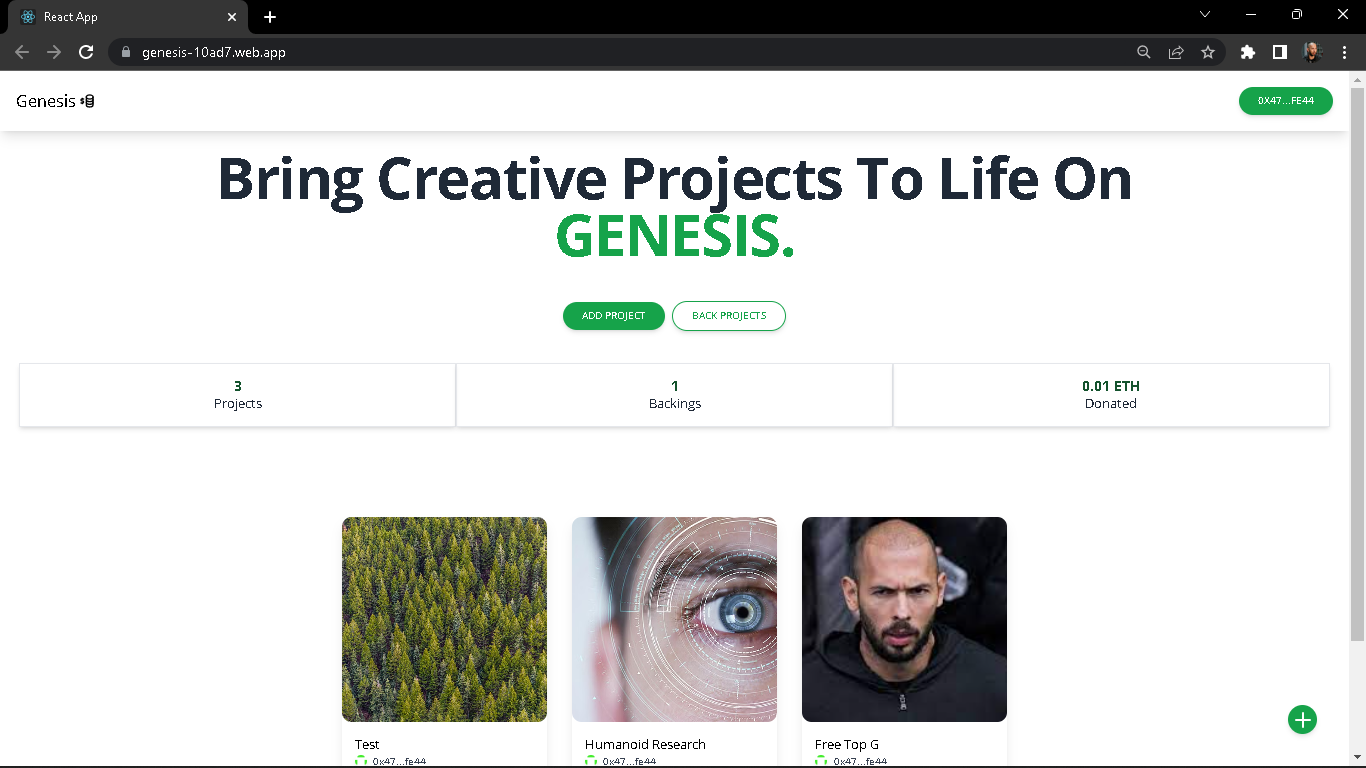 React App
genesis-10ad7.web.app
Genesis
0X47...FE44
Bring Creative Projects To Life On
GENESIS.
ADD PROJECT
BACK PROJECTS
3
Projects
1
Backings
0.01 ETH
Donated
Test
0x47...fe44
Humanoid Research
0x47...fe44
Free Top G
0x47...fe44